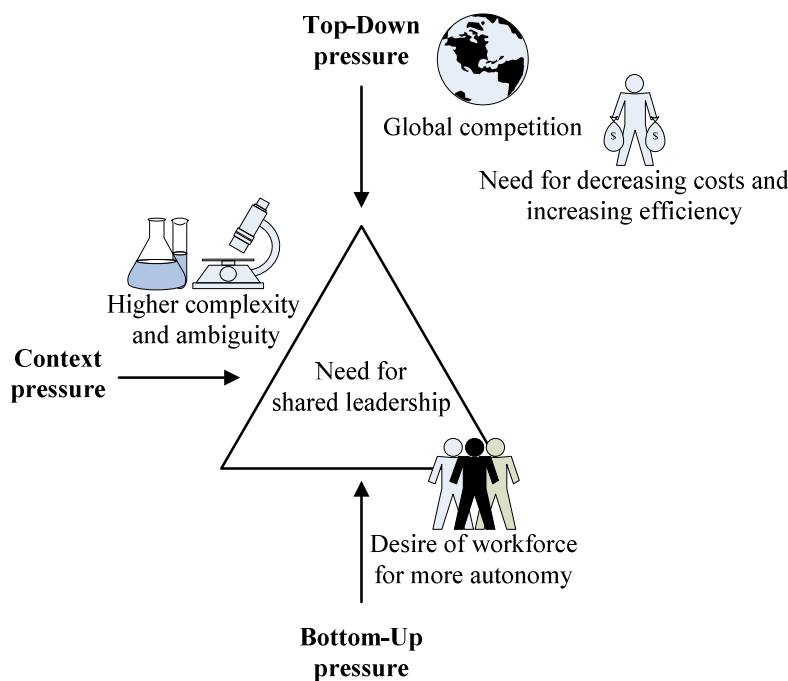 Top-Down
pressure
Global competition
$ $
Need for decreasing costs and
increasing efficiency
Higher complexity
and ambiguity
Context
pressure
Need for
shared leadership
Desire of workforce
for more autonomy
Bottom-Up
pressure